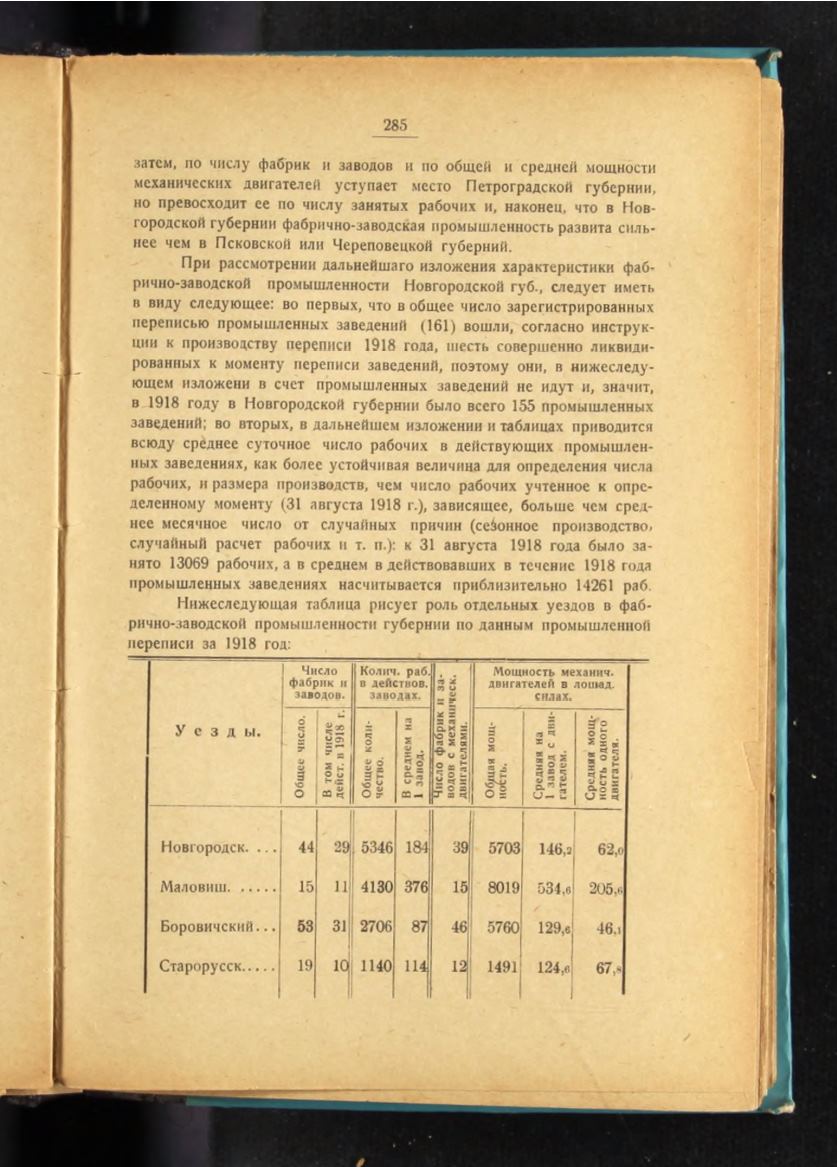 285
затем, по числу фабрик и заводов и по общей и средней мощности
механических двигателей уступает место Петроградской губернии,
но превосходит ее по числу занятых рабочих и, наконец, что в Нов-
городской губернии фабрично-заводская промышленность развита силь-
нее чем в Псковской или Череповецкой губерний.
При рассмотрении дальнейшаго изложения характеристики фаб-
рично-заводской промышленности Новгородской губ., следует иметь
в виду следующее: во первых, что в общее число зарегистрированных
переписью промышленных заведений (161) вошли, согласно инструк-
ции к производству переписи 1918 года, шесть совершенно ликвиди-
рованных к моменту переписи заведений, поэтому они, в нижеследу-
ющем изложени в счет промышленных заведений не идут и, значит,
в 1918 году в Новгородской губернии было всего 155 промышленных
заведений; во вторых, в дальнейшем изложении и таблицах приводится
всюду среднее суточное число рабочих в действующих промышлен-
ных заведениях, как более устойчивая величина для определения числа
рабочих, и размера производств, чем число рабочих учтенное к опре-
деленному моменту (31 августа 1918 г.), зависящее, больше чем сред-
нее месячное число от случайных причин (сезонное производство,
случайный расчет рабочих и т. п.): к 31 августа 1918 года было за-
нято 13069 рабочих, а в среднем в действовавших в течение 1918 года
промышленных заведениях насчитывается приблизительно 14261 раб.
Нижеследующая таблица рисует роль отдельных уездов в фаб-
рично-заводской промышленности губернии по данным промышленной
переписи за 1918 год:
Уезды.
Число
фабрик и
заводов.
Общее число.
В том числе
дейст. в 1918 г.
Колич. раб.
в действов.
заводах.
Общее коли-
чество.
В среднем на
1 завод.
Число фабрик и за-
водов с механическ.
двигателями.
Мощность механич.
двигателей в лошад.
силах.
Общая мощ-
ность.
Средняя на
1 завод с дви-
гателем.
Средняя мощ-
ность одного
двигателя.
Новгородск. ... 44 29 5346 184 39 5703 146,2 62,0
Маловиш. ...... 15 11 4130 376 15 8019 534,6 205,6
Боровичский... 53 31 2706 87 46 5760 129,6 46,1
Старорусск..... 19 10 1140 114 12 1491 124,6 67,8